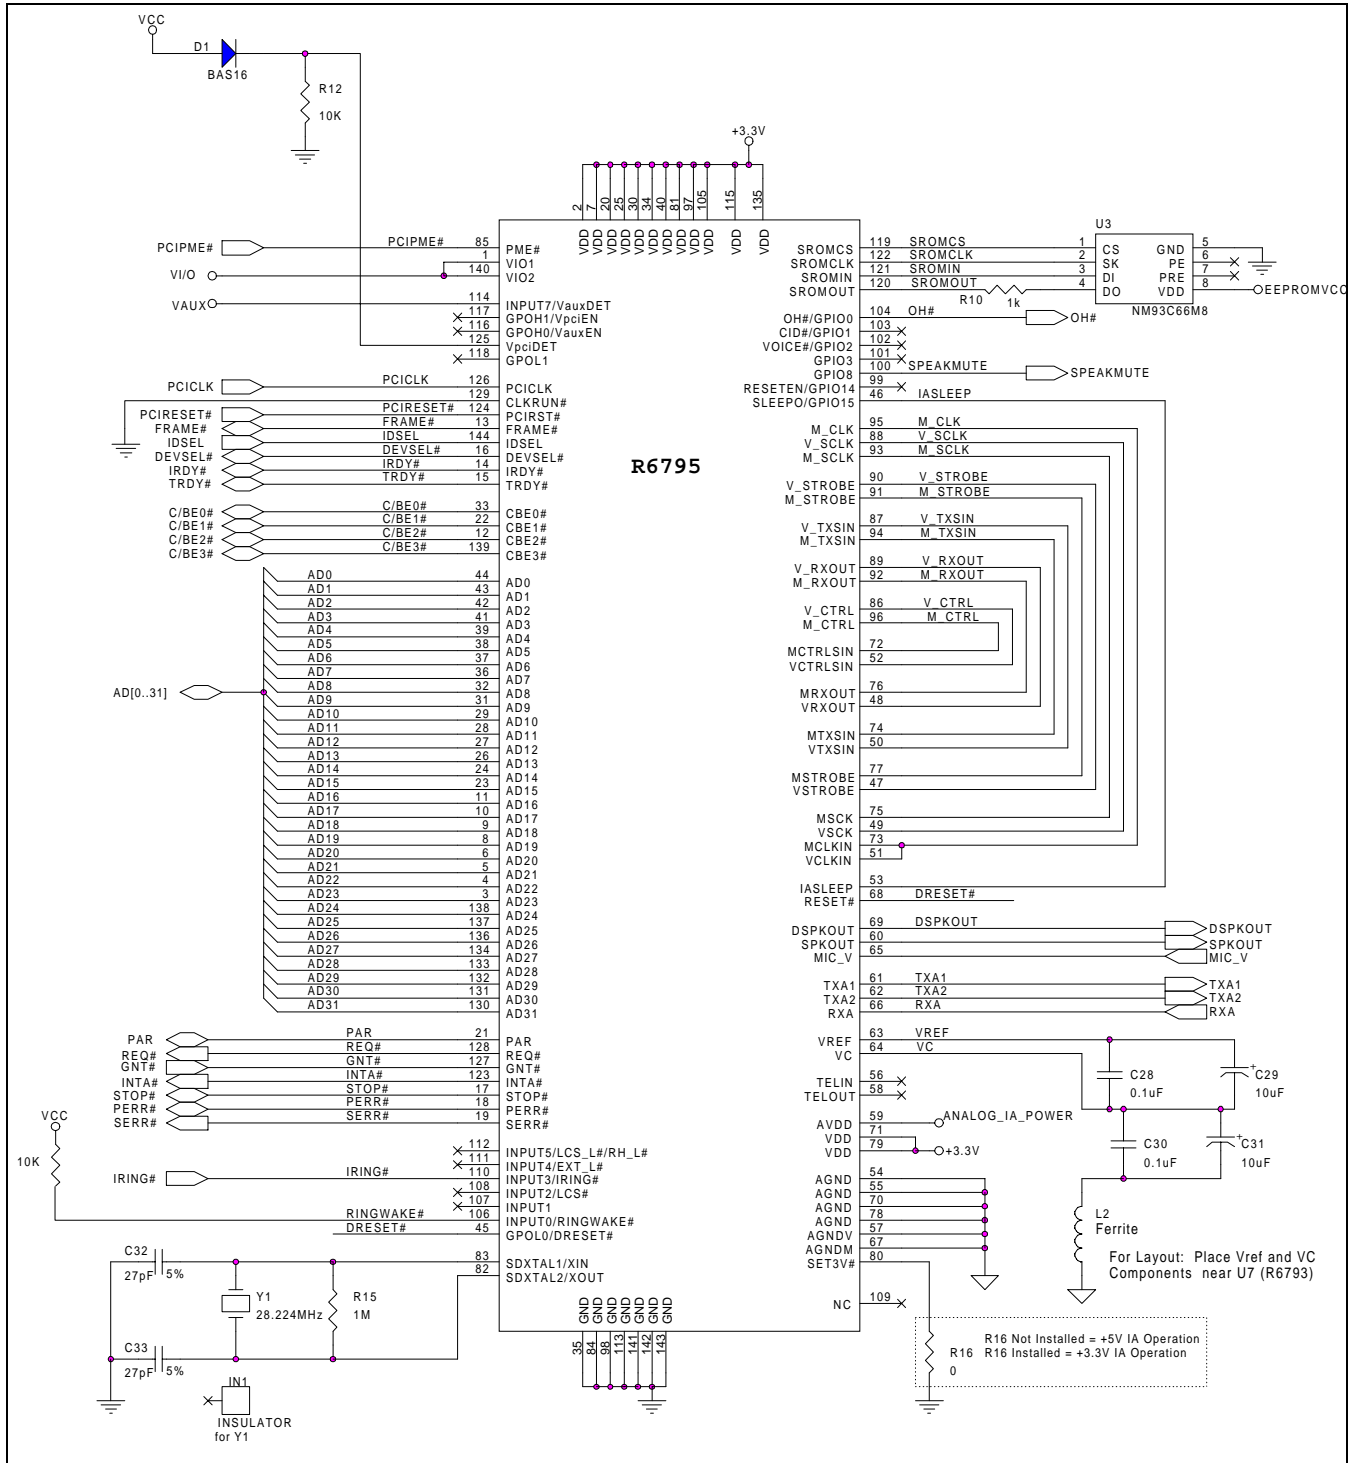 VCC
D1
BAS16
R12
10K
+3.3V
2 7 20 25 30 34 40 81 97 105 115 135
VDD VDD VDD VDD VDD VDD VDD VDD VDD VDD VDD VDD
R6795
PCIPME# PCIPME# 85 PME#
1 VIO1
VI/O 140 VIO2
VAUX 114 INPUT7/VauxDET
117 GPOH1/VpciEN
116 GPOH0/VauxEN
125 VpciDET
118 GPOL1
PCICLK PCICLK 126 PCICLK
129 CLKRUN#
PCIRESET# PCIRESET# 124 PCIRST#
FRAME# FRAME# 13 FRAME#
IDSEL IDSEL 144 IDSEL
DEVSEL# DEVSEL# 16 DEVSEL#
IRDY# IRDY# 14 IRDY#
TRDY# TRDY# 15 TRDY#
C/BE0# C/BE0# 33 CBE0#
C/BE1# C/BE1# 22 CBE1#
C/BE2# C/BE2# 12 CBE2#
C/BE3# C/BE3# 139 CBE3#
AD[0..31]
AD0 44 AD0
AD1 43 AD1
AD2 42 AD2
AD3 41 AD3
AD4 39 AD4
AD5 38 AD5
AD6 37 AD6
AD7 36 AD7
AD8 32 AD8
AD9 31 AD9
AD10 29 AD10
AD11 28 AD11
AD12 27 AD12
AD13 26 AD13
AD14 24 AD14
AD15 23 AD15
AD16 11 AD16
AD17 10 AD17
AD18 9 AD18
AD19 8 AD19
AD20 6 AD20
AD21 5 AD21
AD22 4 AD22
AD23 3 AD23
AD24 138 AD24
AD25 137 AD25
AD26 136 AD26
AD27 134 AD27
AD28 133 AD28
AD29 132 AD29
AD30 131 AD30
AD31 130 AD31
PAR PAR 21 PAR
REQ# REQ# 128 REQ#
GNT# GNT# 127 GNT#
INTA# INTA# 123 INTA#
STOP# STOP# 17 STOP#
PERR# PERR# 18 PERR#
SERR# SERR# 19 SERR#
VCC
10K
112 INPUT5/LCS_L#/RH_L#
111 INPUT4/EXT_L#
IRING# IRING# 110 INPUT3/IRING#
108 INPUT2/LCS#
107 INPUT1
RINGWAKE# 106 INPUT0/RINGWAKE#
DRESET# 45 GPOL0/DRESET#
83 SDXTAL1/XIN
82 SDXTAL2/XOUT
C32
27pF 5%
Y1
28.224MHz
R15
1M
C33
27pF 5%
IN1
INSULATOR
for Y1
GND GND GND GND GND GND GND
35 84 98 113 141 142 143
SROMCS 119 SROMCS
SROMCLK 122 SROMCLK
SROMIN 121 SROMIN
SROMOUT 120 SROMOUT
R10 1k
U3
1 CS GND 5
2 SK PE 6
3 DI PRE 7
4 DO VDD 8
EEPROMVCC
NM93C66M8
OH#/GPIO0 104 OH# OH#
CID#/GPIO1 103
VOICE#/GPIO2 102
GPIO3 101
GPIO8 100 SPEAKMUTE SPEAKMUTE
RESETEN/GPIO14 99
SLEEPO/GPIO15 46 IASLEEP
M_CLK 95 M_CLK
V_SCLK 88 V_SCLK
M_SCLK 93 M_SCLK
V_STROBE 90 V_STROBE
M_STROBE 91 M_STROBE
V_TXSIN 87 V_TXSIN
M_TXSIN 94 M_TXSIN
V_RXOUT 89 V_RXOUT
M_RXOUT 92 M_RXOUT
V_CTRL 86 V_CTRL
M_CTRL 96 M_CTRL
MCTRLSIN 72
VCTRLSIN 52
MRXOUT 76
VRXOUT 48
MTXSIN 74
VTXSIN 50
MSTROBE 77
VSTROBE 47
MSCK 75
VSCK 49
MCLKIN 73
VCLKIN 51
IASLEEP 53
RESET# 68 DRESET#
DSPKOUT 69 DSPKOUT DSPKOUT
SPKOUT 60 SPKOUT
MIC_V 65 MIC_V
TXA1 61 TXA1 TXA1
TXA2 62 TXA2 TXA2
RXA 66 RXA RXA
VREF 63 VREF
VC 64 VC
C28
0.1uF
+ C29
10uF
C30
0.1uF
+ C31
10uF
TELIN 56
TELOUT 58
AVDD 59 ANALOG_IA_POWER
VDD 71
VDD 79 +3.3V
AGND 54
AGND 55
AGND 70
AGND 78
AGNDV 57
AGNDM 67
SET3V# 80
NC 109
L2
Ferrite
For Layout: Place Vref and VC
Components near U7 (R6793)
R16 Not Installed = +5V IA Operation
R16 R16 Installed = +3.3V IA Operation
0